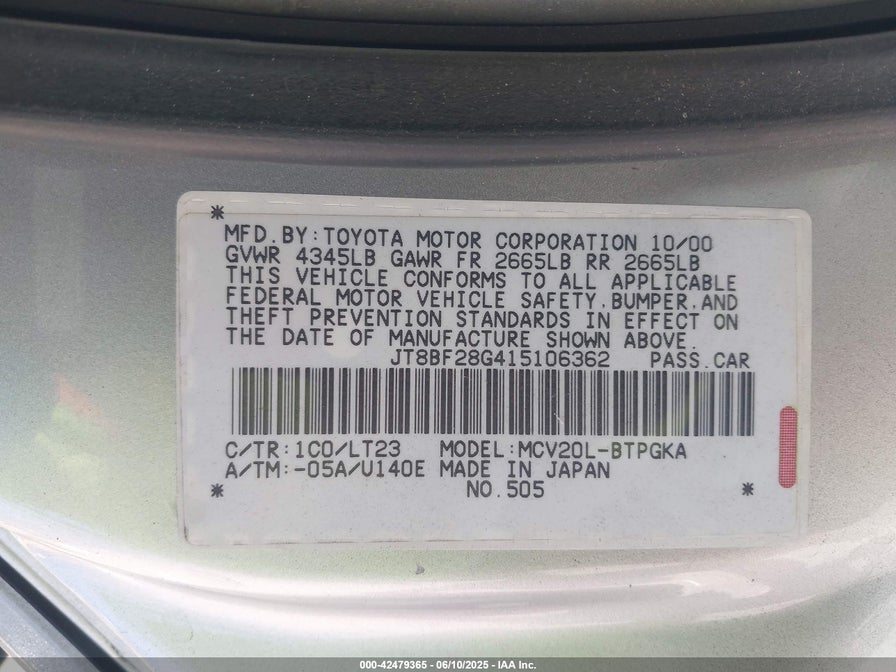 *
MFD.BY:TOYOTA MOTOR CORPORATION 10/00
GVWR 4345LB GAWR FR 2665LB RR 2665LB
THIS VEHICLE CONFORMS TO ALL APPLICABLE
FEDERAL MOTOR VEHICLE SAFETY,BUMPER,AND
THEFT PREVENTION STANDARDS IN EFFECT ON
THE DATE OF MANUFACTURE SHOWN ABOVE.
JT8BF28G415106362 PASS.CAR
C/TR:1C0/LT23 MODEL:MCV20L-BTPGKA
A/TM:-05A/U140E MADE IN JAPAN
* NO.505 *
000-42479365 - 06/10/2025 - IAA Inc.